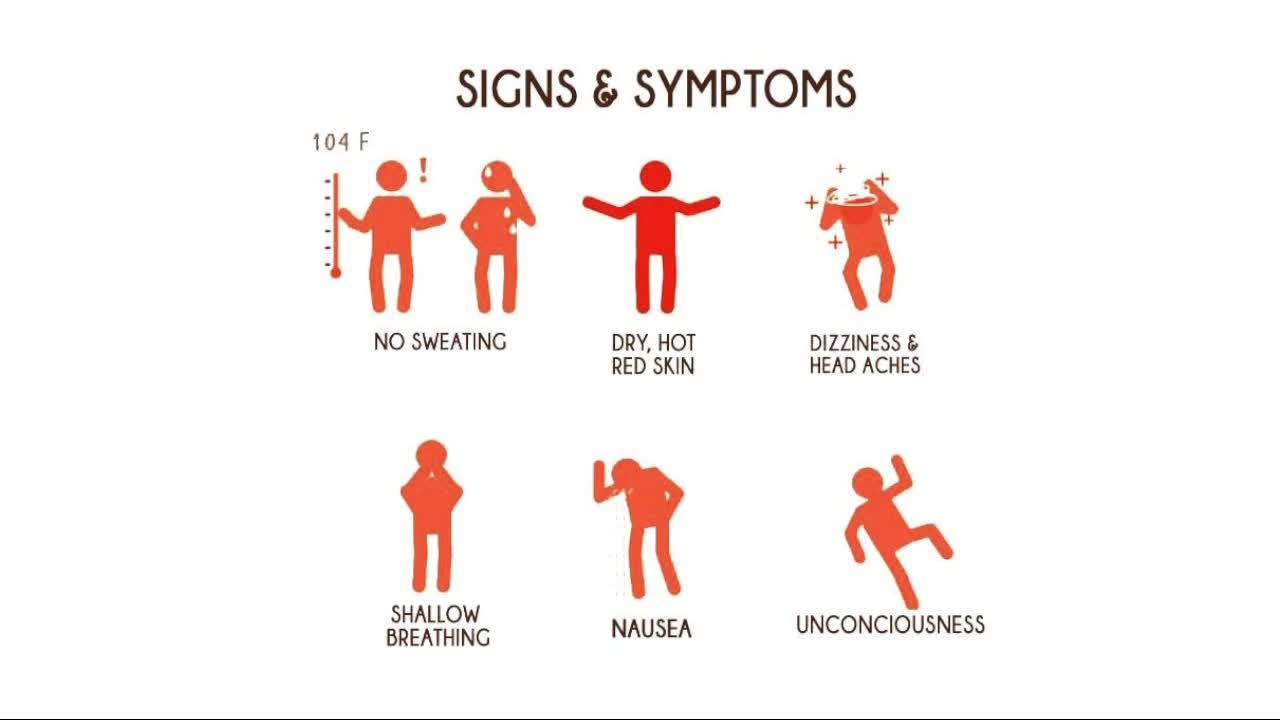 SIGNS & SYMPTOMS
104 F
!
NO SWEATING
DRY, HOT
RED SKIN
DIZZINESS &
HEAD ACHES
SHALLOW
BREATHING
NAUSEA
UNCONCIOUSNESS